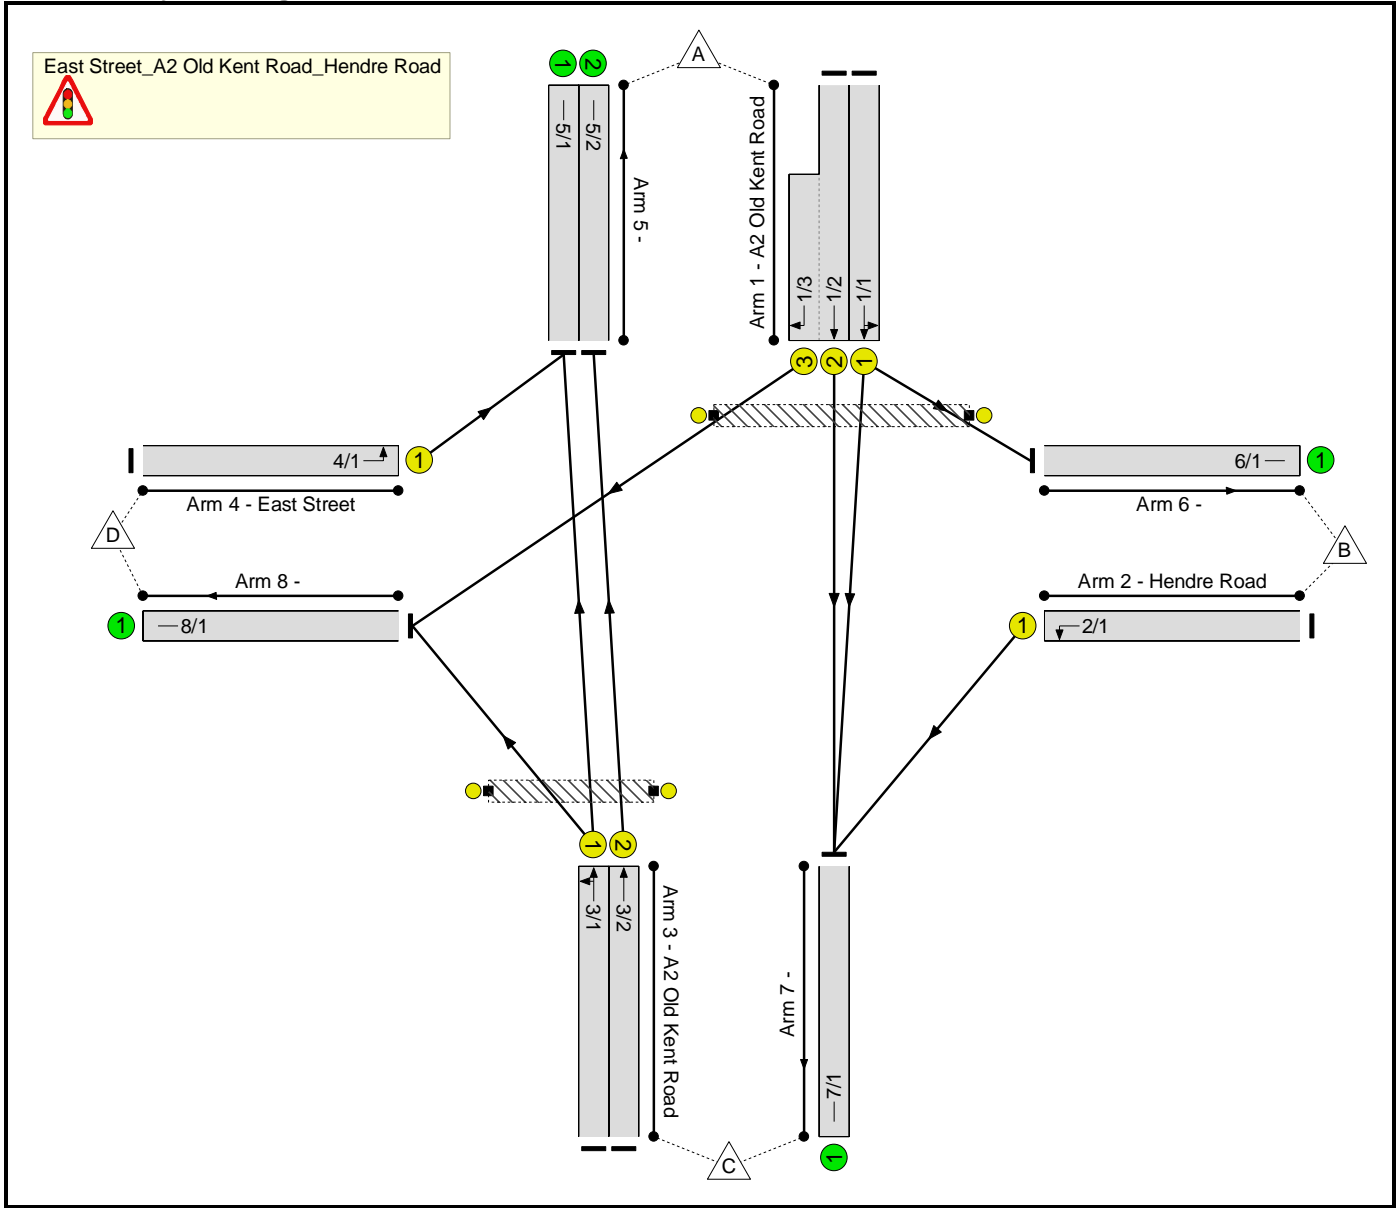 East Street_A2 Old Kent Road_Hendre Road
A
1
2
5/1
5/2
Arm 5 -
Arm 1 - A2 Old Kent Road
1/3
1/2
1/1
3
2
1
4/1
1
Arm 4 - East Street
D
Arm 8 -
1
8/1
6/1
1
Arm 6 -
B
Arm 2 - Hendre Road
1
2/1
1
2
3/1
3/2
Arm 3 - A2 Old Kent Road
Arm 7 -
7/1
1
C